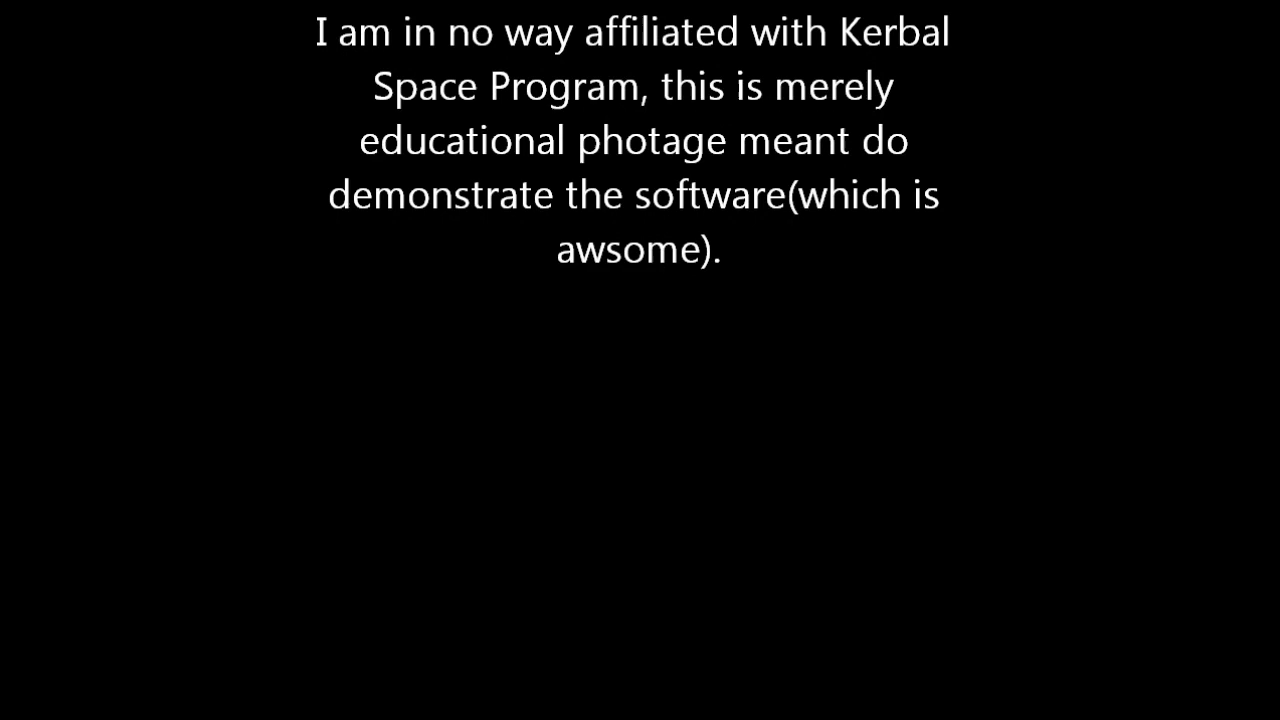 I am in no way affiliated with Kerbal
Space Program, this is merely
educational photage meant do
demonstrate the software(which is
awsome).